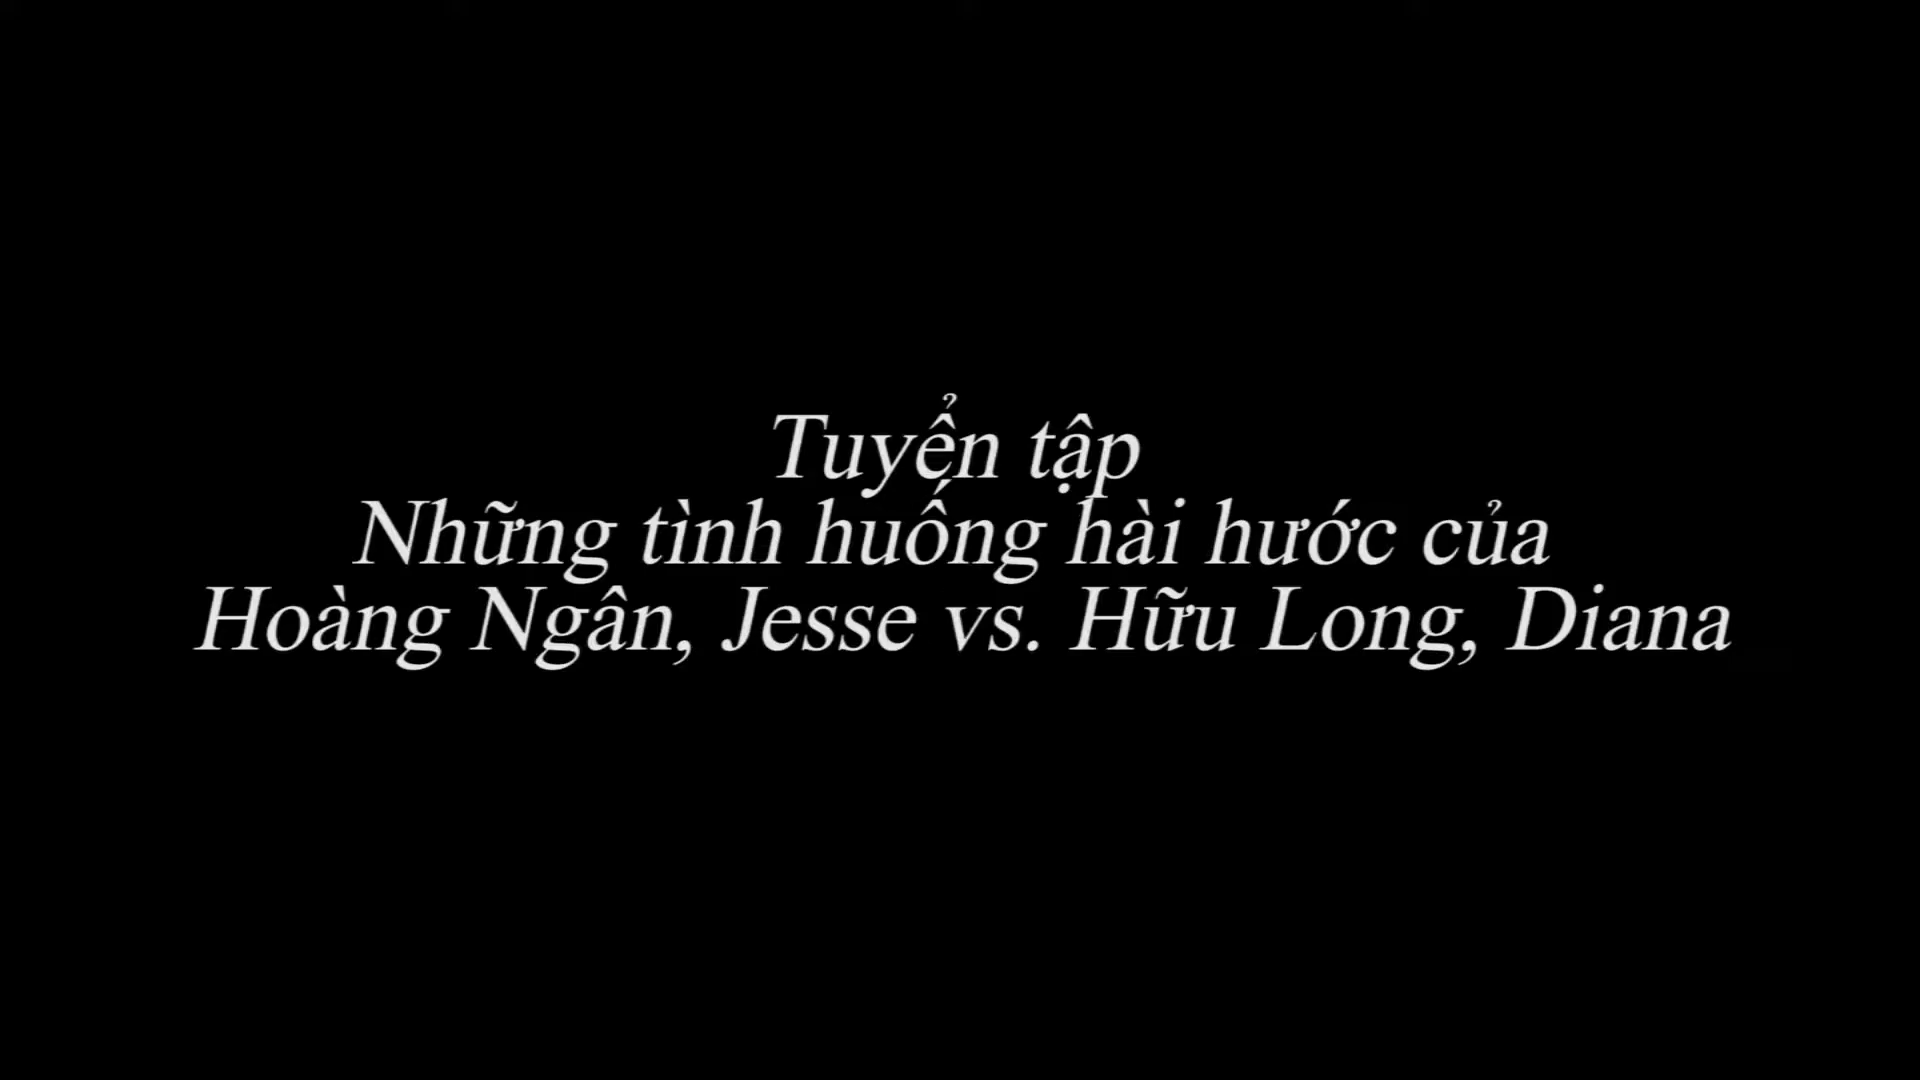 Tuyển tập
Những tình huống hài hước của
Hoàng Ngân, Jesse vs. Hữu Long, Diana